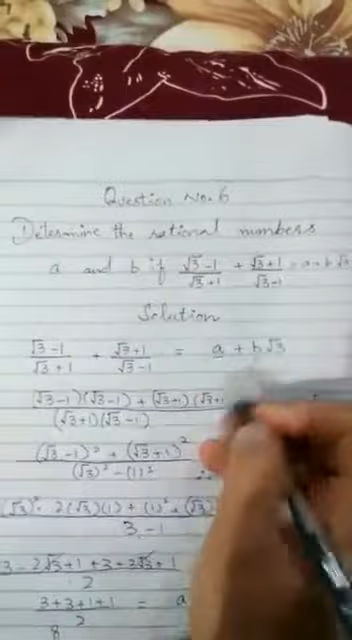 Question No. 6
Determine the rational numbers
a and b if (√3-1)/(√3+1) + (√3+1)/(√3-1) = a+b√3
Solution
(√3-1)/(√3+1) + (√3+1)/(√3-1) = a + b√3
((√3-1)(√3-1) + (√3+1)(√3+1)/((√3+1)(√3-1))
((√3-1)² + (√3+1)²)/((√3)² - (1)²)
(√3)² - 2(√3)(1) + (1)² + (√3)/(3-1)
(3-2√3+1+3+2√3+1)/2
(3+3+1+1)/2 = a
8